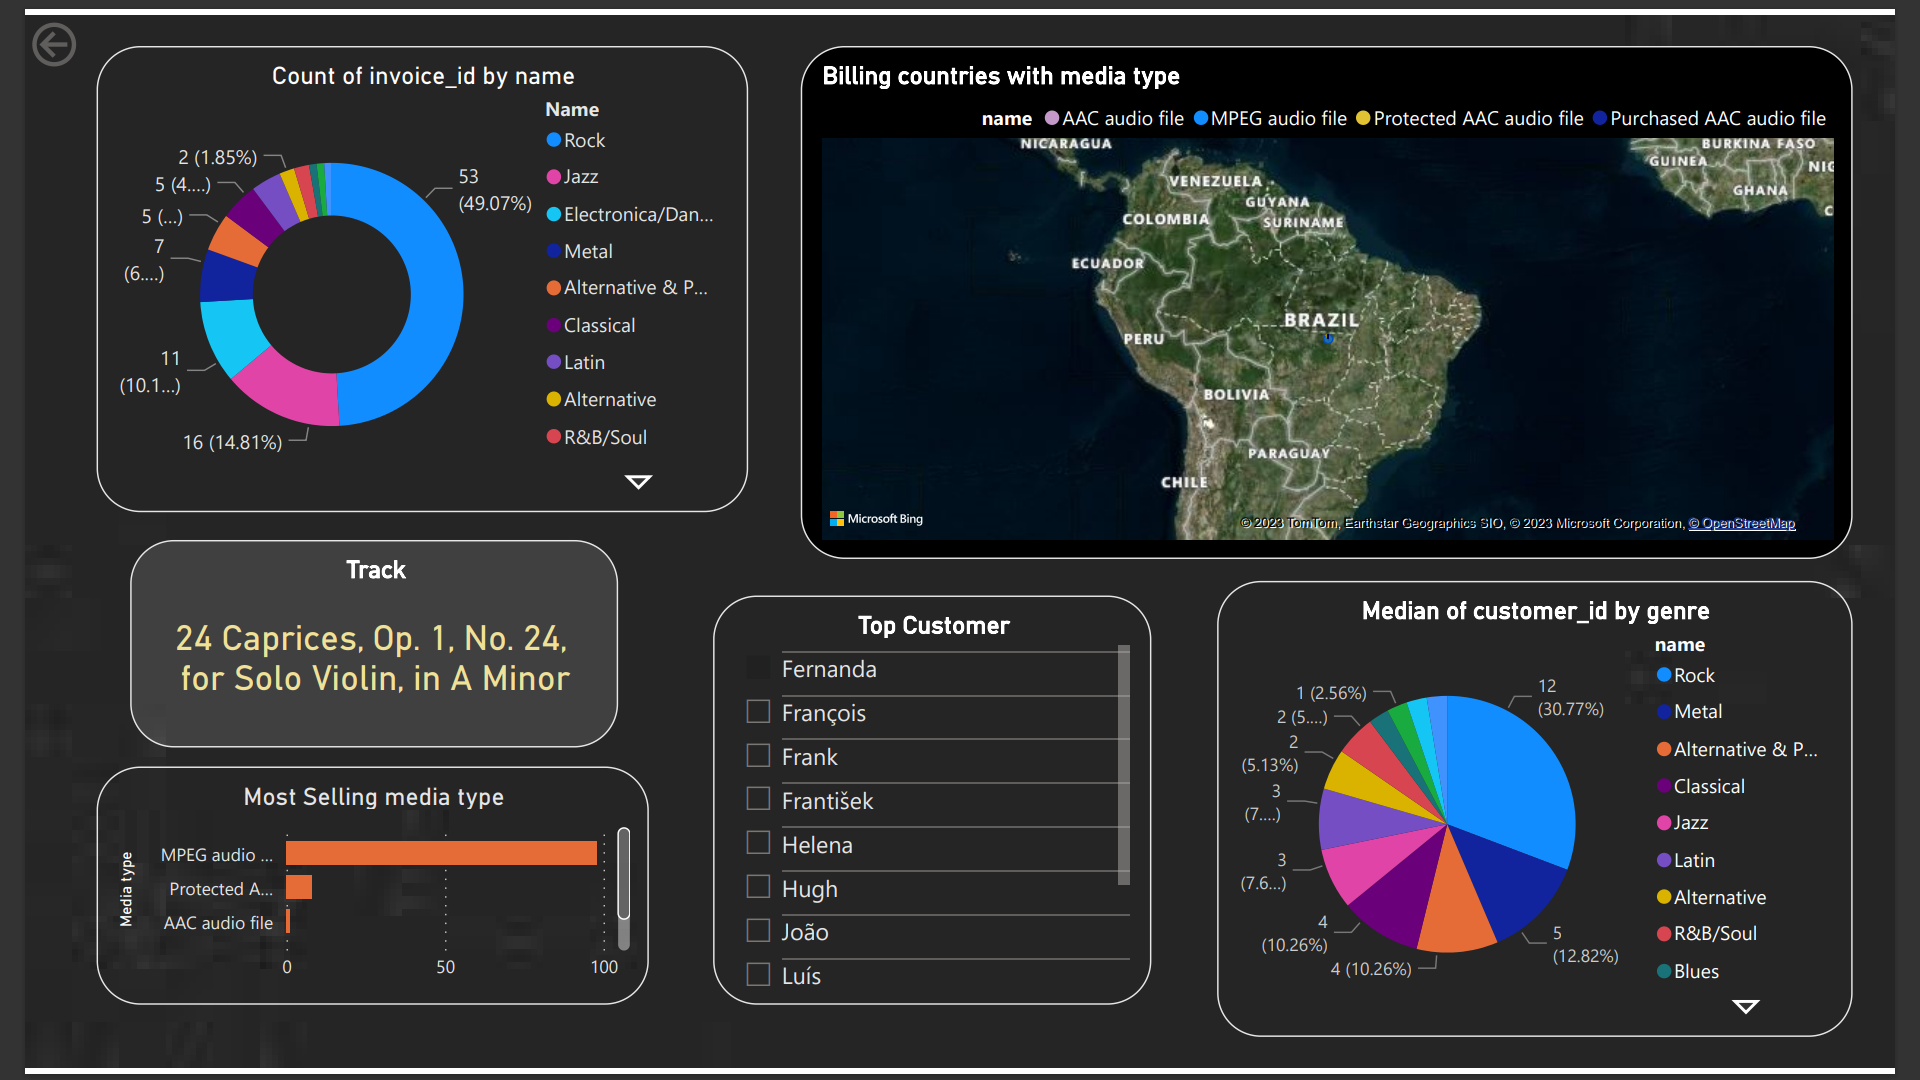 Count of invoice_id by name
Name
Rock
Jazz
Electronica/Dan...
Metal
Alternative & P...
Classical
Latin
Alternative
R&B/Soul
2 (1.85%)
5 (4....)
5 (...)
7
(6....)
11
(10.1...)
16 (14.81%)
53
(49.07%)
Billing countries with media type
name AAC audio file MPEG audio file Protected AAC audio file Purchased AAC audio file
NICARAGUA
VENEZUELA
GUYANA
COLOMBIA
SURINAME
ECUADOR
BRAZIL
PERU
BOLIVIA
PARAGUAY
CHILE
BURKINA FASO
GUINEA
NIG
GHANA
C
Microsoft Bing
© 2023 TomTom, Earthstar Geographics SIO, © 2023 Microsoft Corporation, © OpenStreetMap
Track
24 Caprices, Op. 1, No. 24,
for Solo Violin, in A Minor
Most Selling media type
Media type
MPEG audio ...
Protected A...
AAC audio file
0 50 100
Top Customer
Fernanda
François
Frank
František
Helena
Hugh
João
Luís
Median of customer_id by genre
name
Rock
Metal
Alternative & P...
Classical
Jazz
Latin
Alternative
R&B/Soul
Blues
1 (2.56%)
2 (5....)
2
(5.13%)
3
(7....)
3
(7.6...)
4
(10.26%)
4 (10.26%)
5
(12.82%)
12
(30.77%)